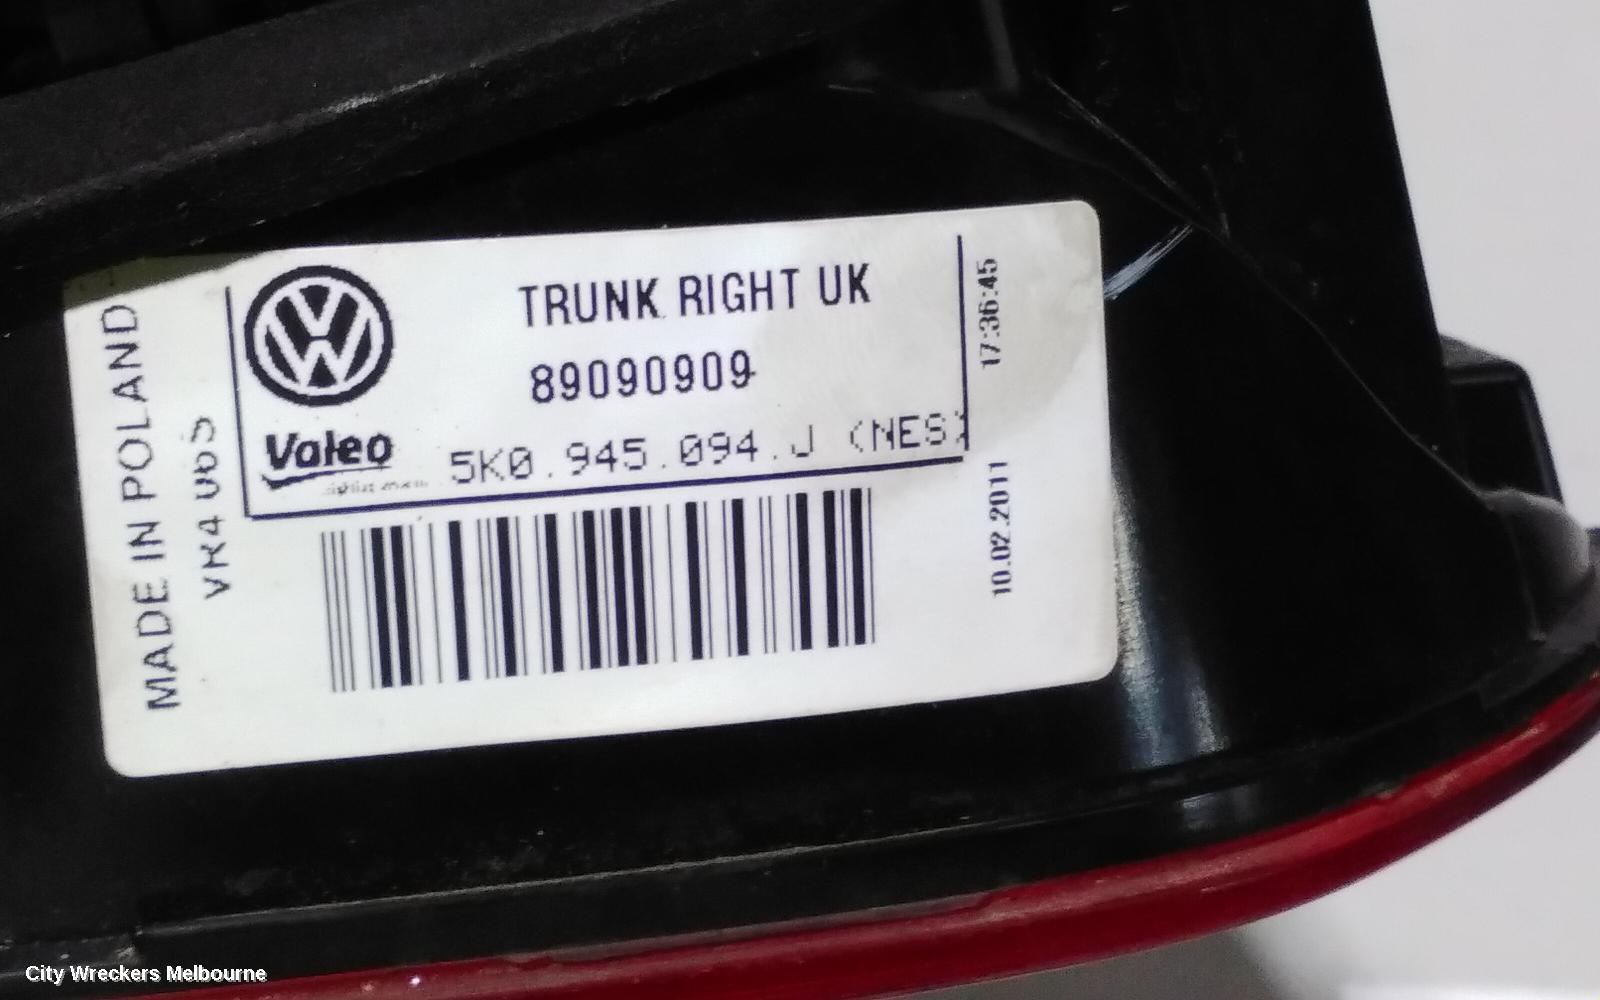 MADE IN POLAND
TRUNK RIGHT UK
89090909
Valeo
5K0.945.094.J (NES)
17:36:45
10.02.2011
City Wreckers Melbourne